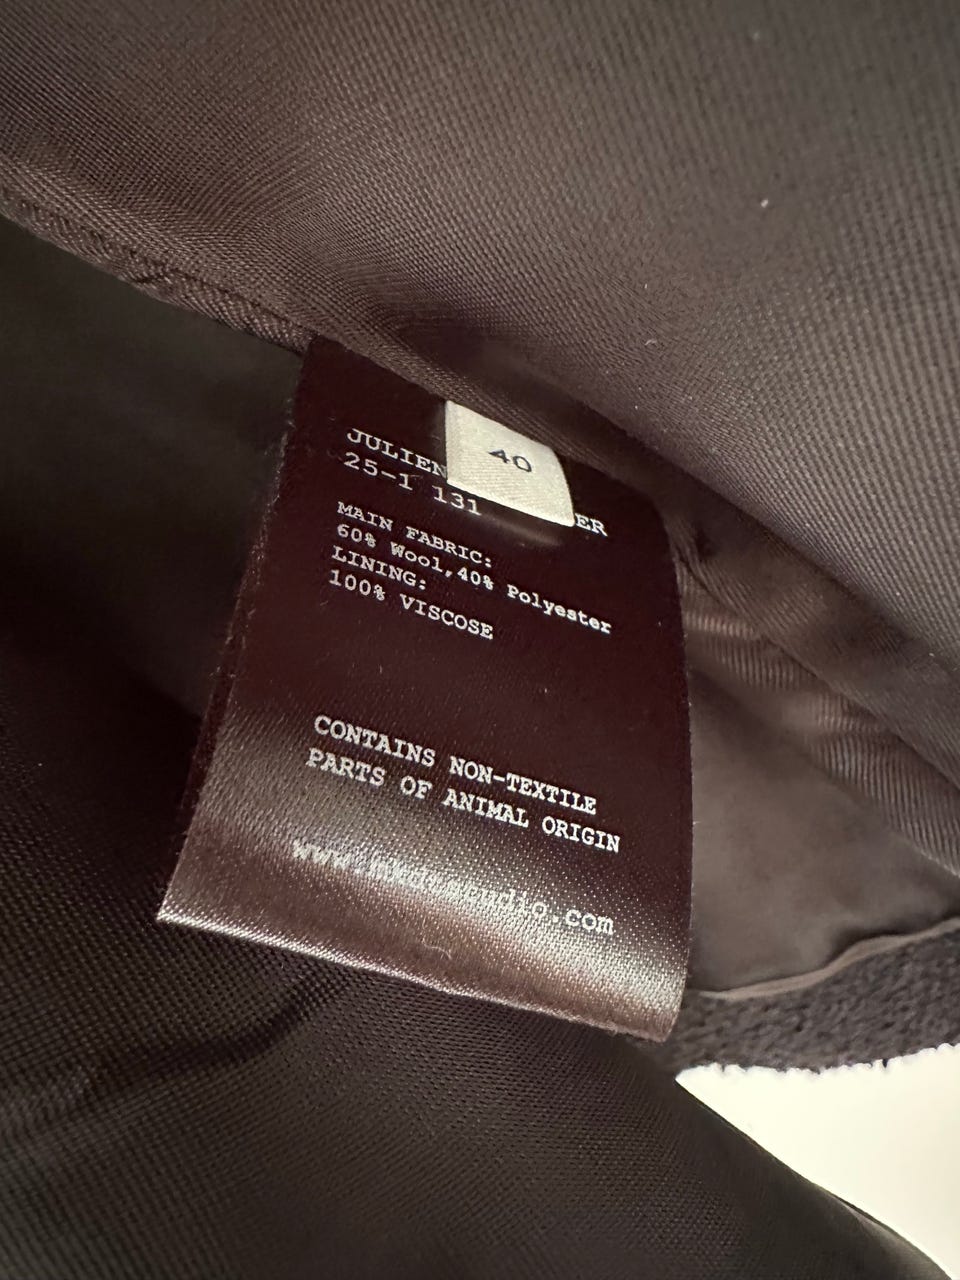 40
JULIEN
25-1 131
MAIN FABRIC:
60% Wool,40% Polyester
LINING:
100% VISCOSE
CONTAINS NON-TEXTILE
PARTS OF ANIMAL ORIGIN